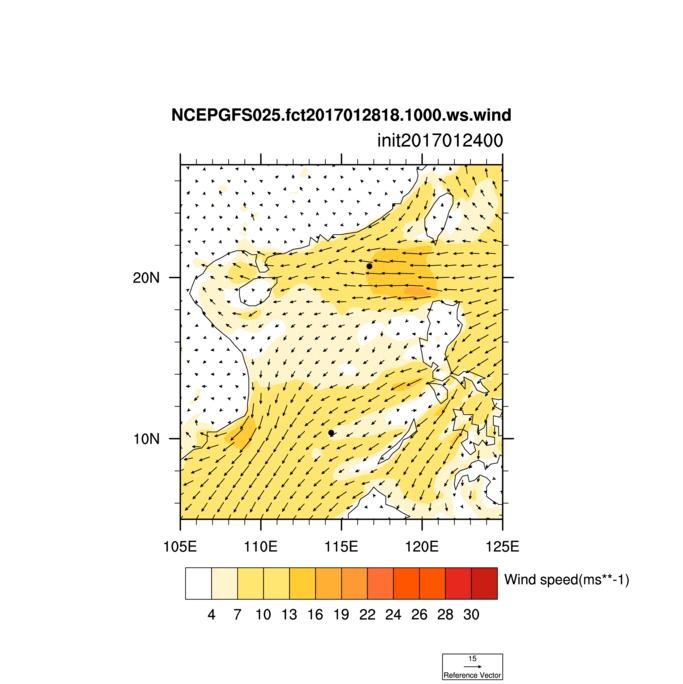 NCEPGFS025.fct2017012818.1000.ws.wind
init2017012400
20N
10N
105E 110E 115E 120E 125E
Wind speed(ms**-1)
4 7 10 13 16 19 22 24 26 28 30
15
Reference Vector